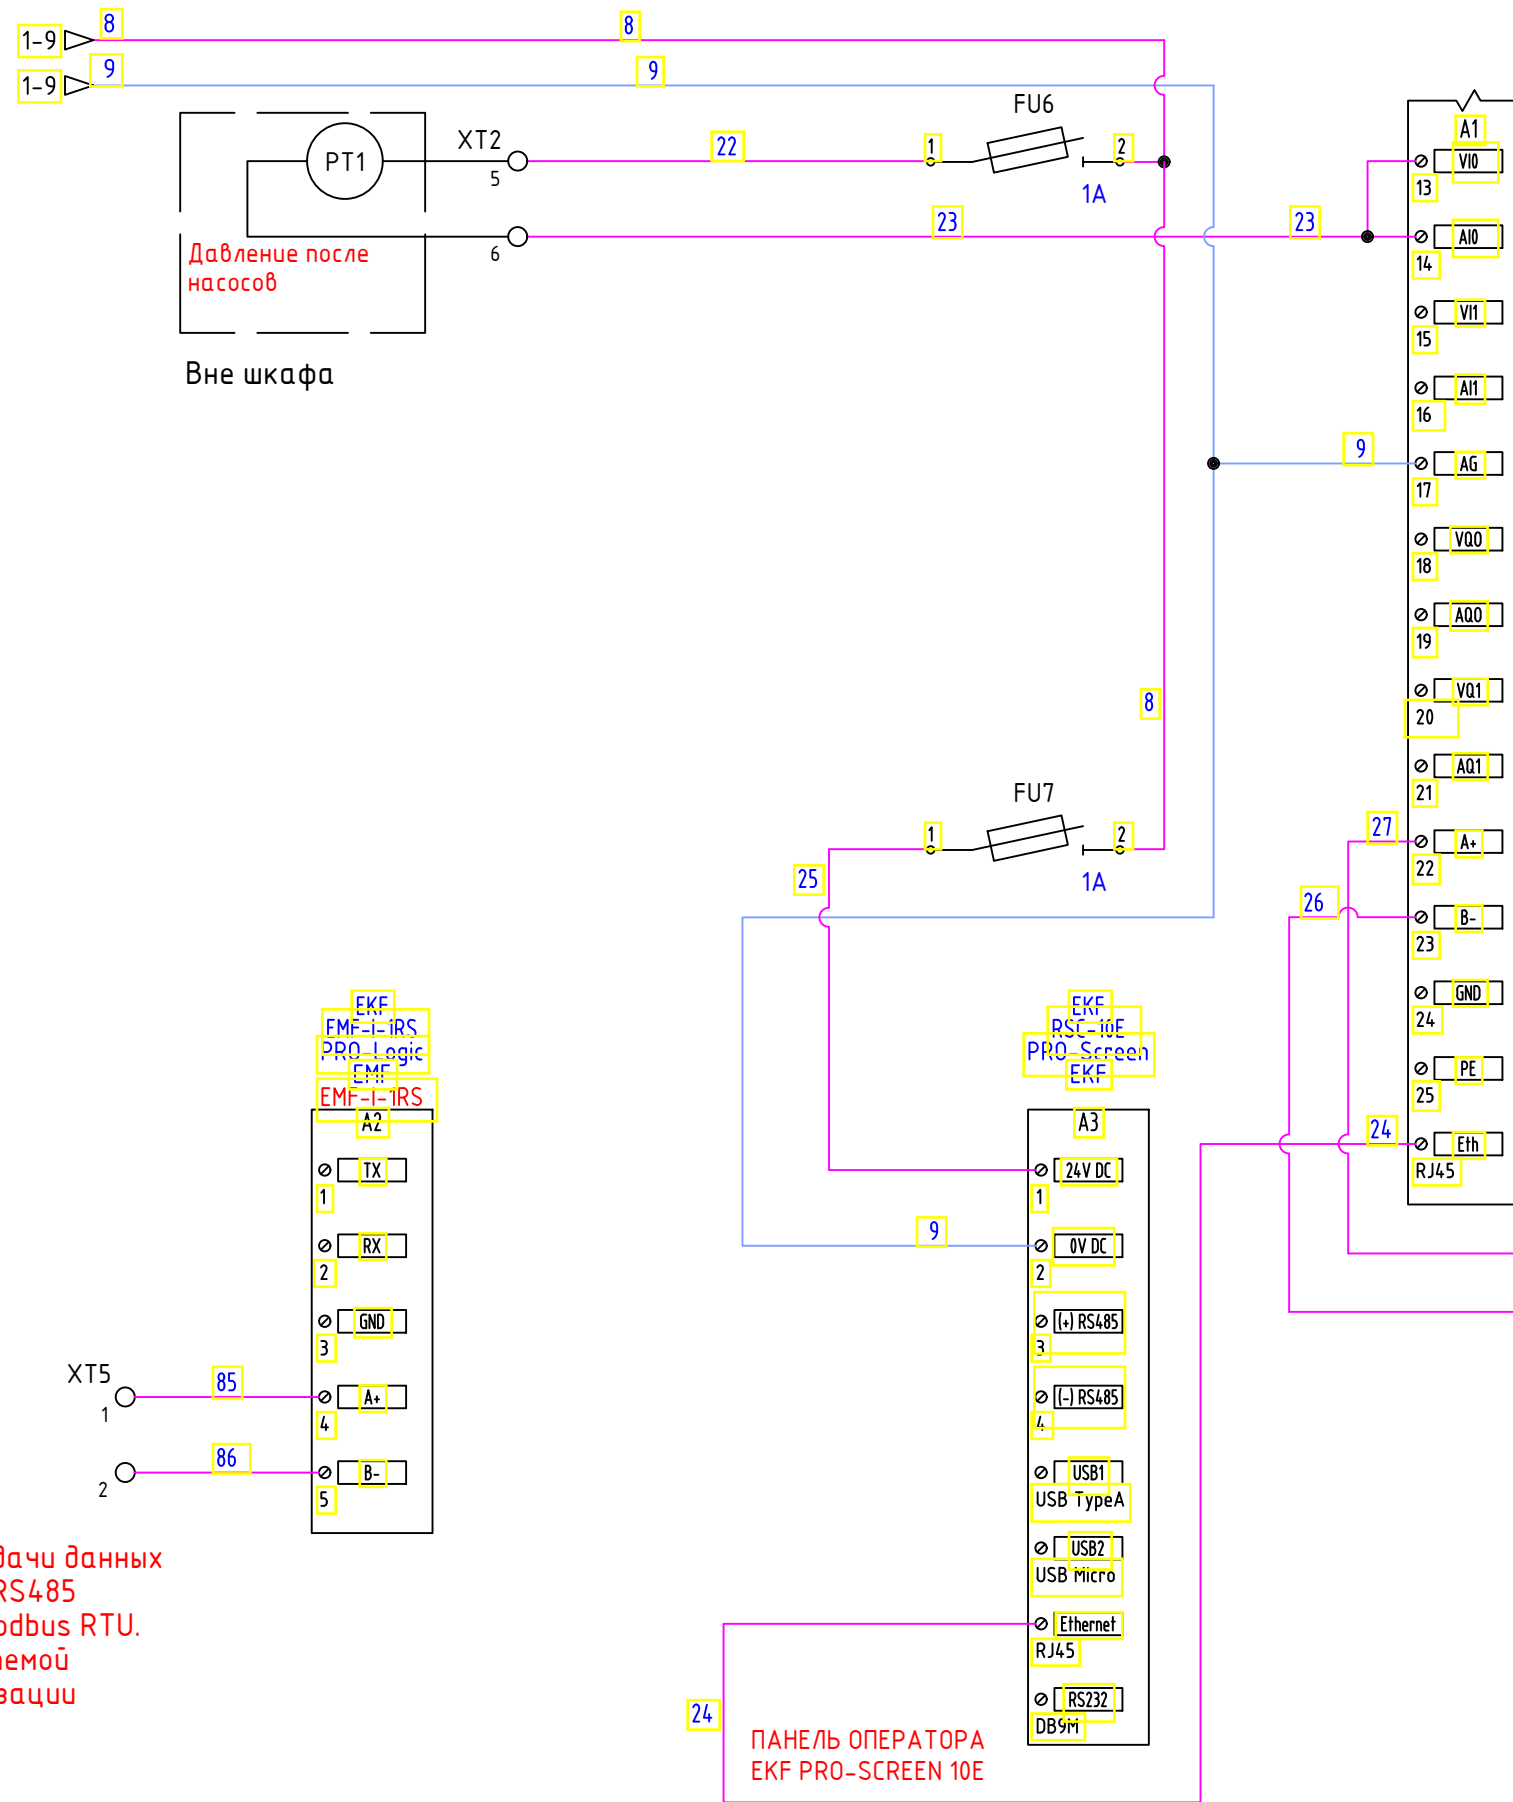 1-9
8
8
1-9
9
9
PT1
XT2
5
22
1
FU6
2
1A
6
23
23
Давление после
насосов
Вне шкафа
A1
VI0
13
AI0
14
VI1
15
AI1
16
9
AG
17
VQ0
18
AQ0
19
8
VQ1
20
AQ1
21
25
1
FU7
2
1A
27
A+
22
26
B-
23
GND
24
PE
25
24
Eth
RJ45
EKF
EMF-I-1RS
PRO-Logic
EMF
EMF-I-1RS
A2
TX
1
RX
2
GND
3
XT5
1
85
A+
4
2
86
B-
5
EKF
RSC-10E
PRO-Screen
EKF
A3
24V DC
1
9
0V DC
2
(+) RS485
3
(-) RS485
4
USB1
USB TypeA
USB2
USB Micro
Ethernet
RJ45
RS232
DB9M
24
данных
RS485
RTU.
ПАНЕЛЬ ОПЕРАТОРА
EKF PRO-SCREEN 10E